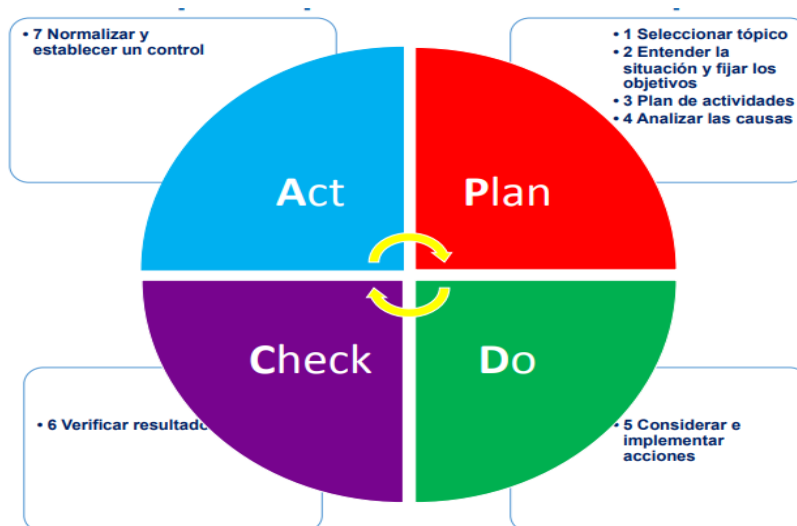 • 7 Normalizar y
establecer un control
• 1 Seleccionar tópico
• 2 Entender la
situación y fijar los
objetivos
• 3 Plan de actividades
• 4 Analizar las causas
Act
Plan
Check
Do
• 6 Verificar resultado
• 5 Considerar e
implementar
acciones